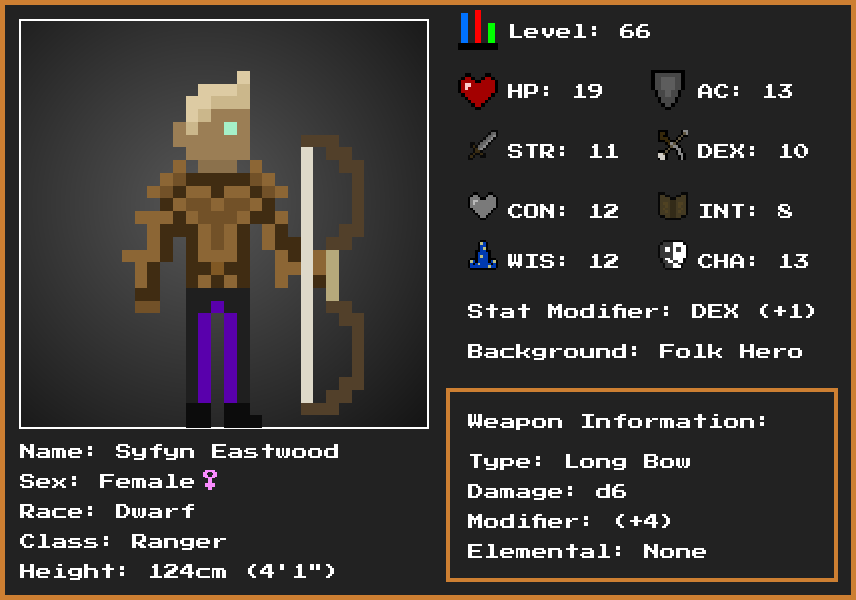 Level: 66
HP: 19
AC: 13
STR: 11
DEX: 10
CON: 12
INT: 8
WIS: 12
CHA: 13
Stat Modifier: DEX (+1)
Background: Folk Hero
Weapon Information:
Type: Long Bow
Damage: d6
Modifier: (+4)
Elemental: None
Name: Syfyn Eastwood
Sex: Female♀
Race: Dwarf
Class: Ranger
Height: 124cm (4'1")